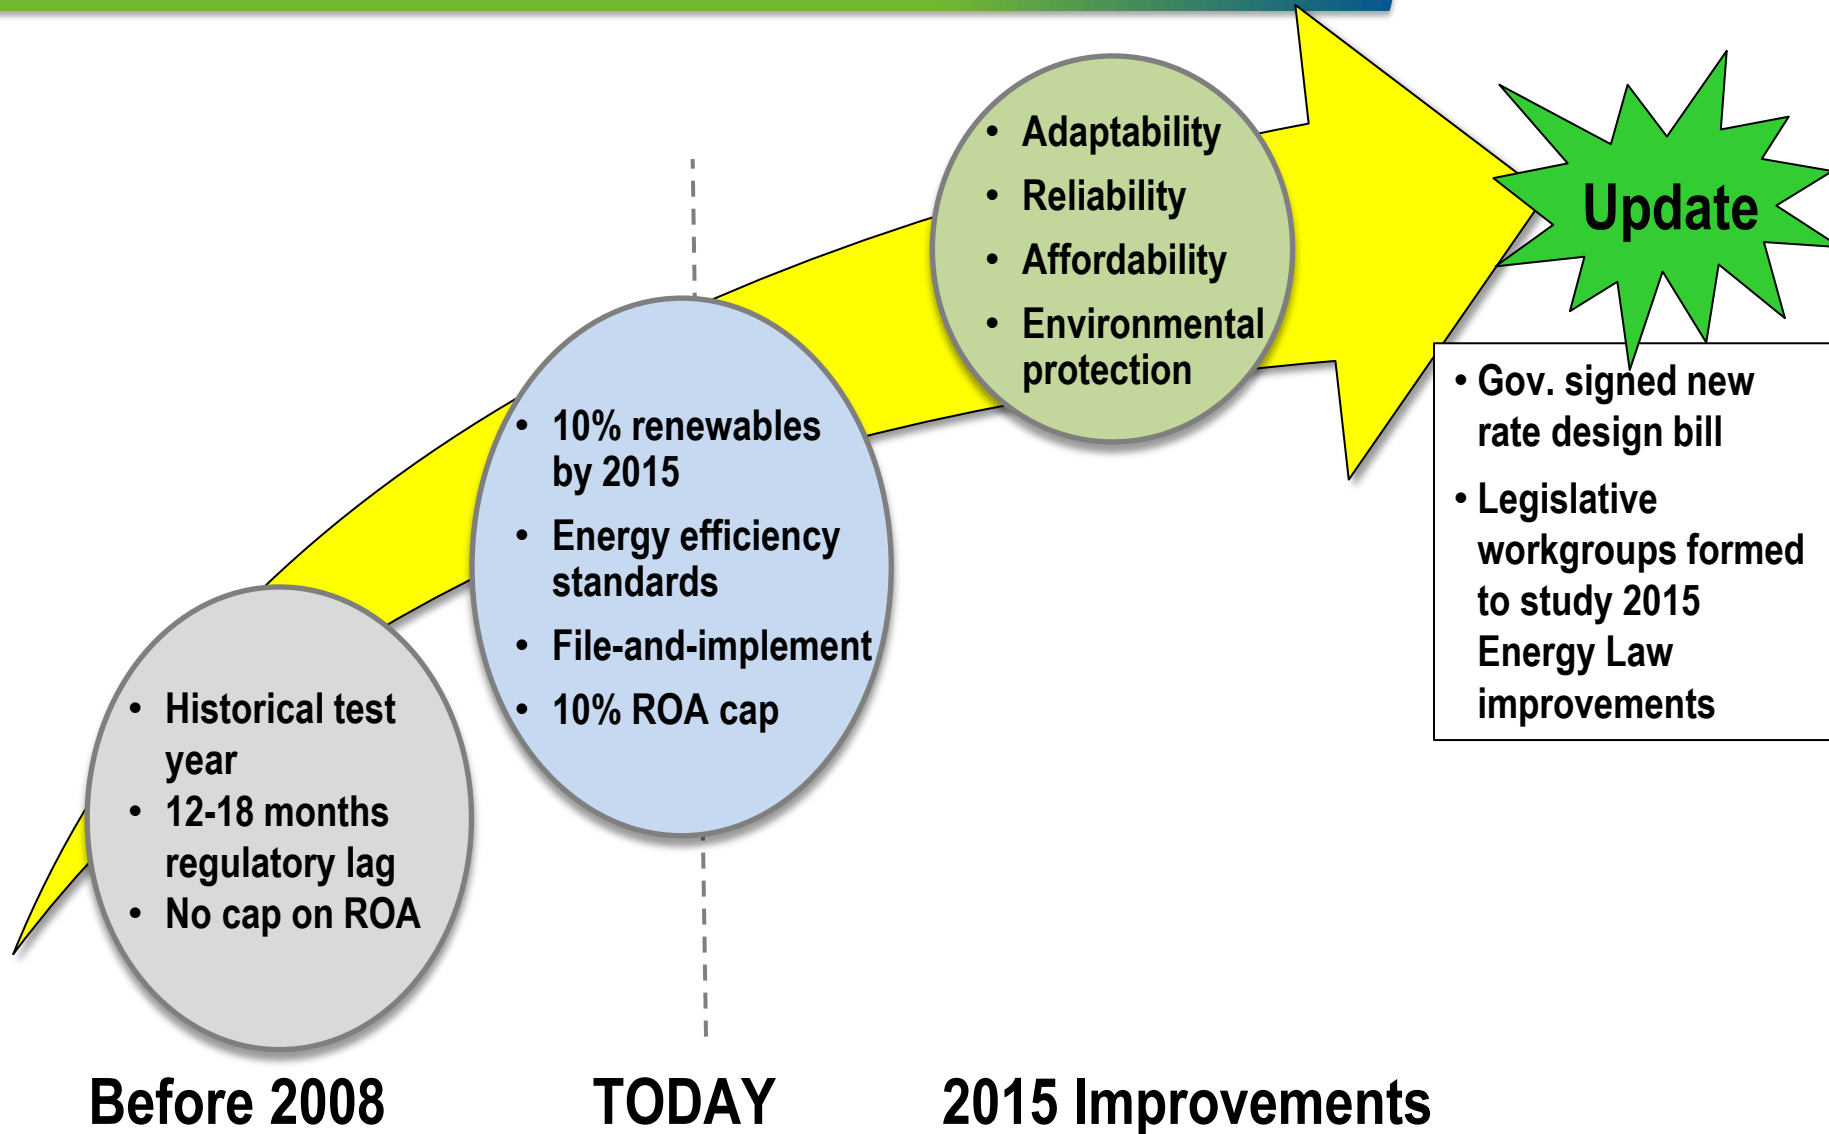 • Historical test
year
• 12-18 months
regulatory lag
• No cap on ROA
Before 2008
• 10% renewables
by 2015
• Energy efficiency
standards
• File-and-implement
• 10% ROA cap
TODAY
• Adaptability
• Reliability
• Affordability
• Environmental
protection
2015 Improvements
Update
• Gov. signed new
rate design bill
• Legislative
workgroups formed
to study 2015
Energy Law
improvements